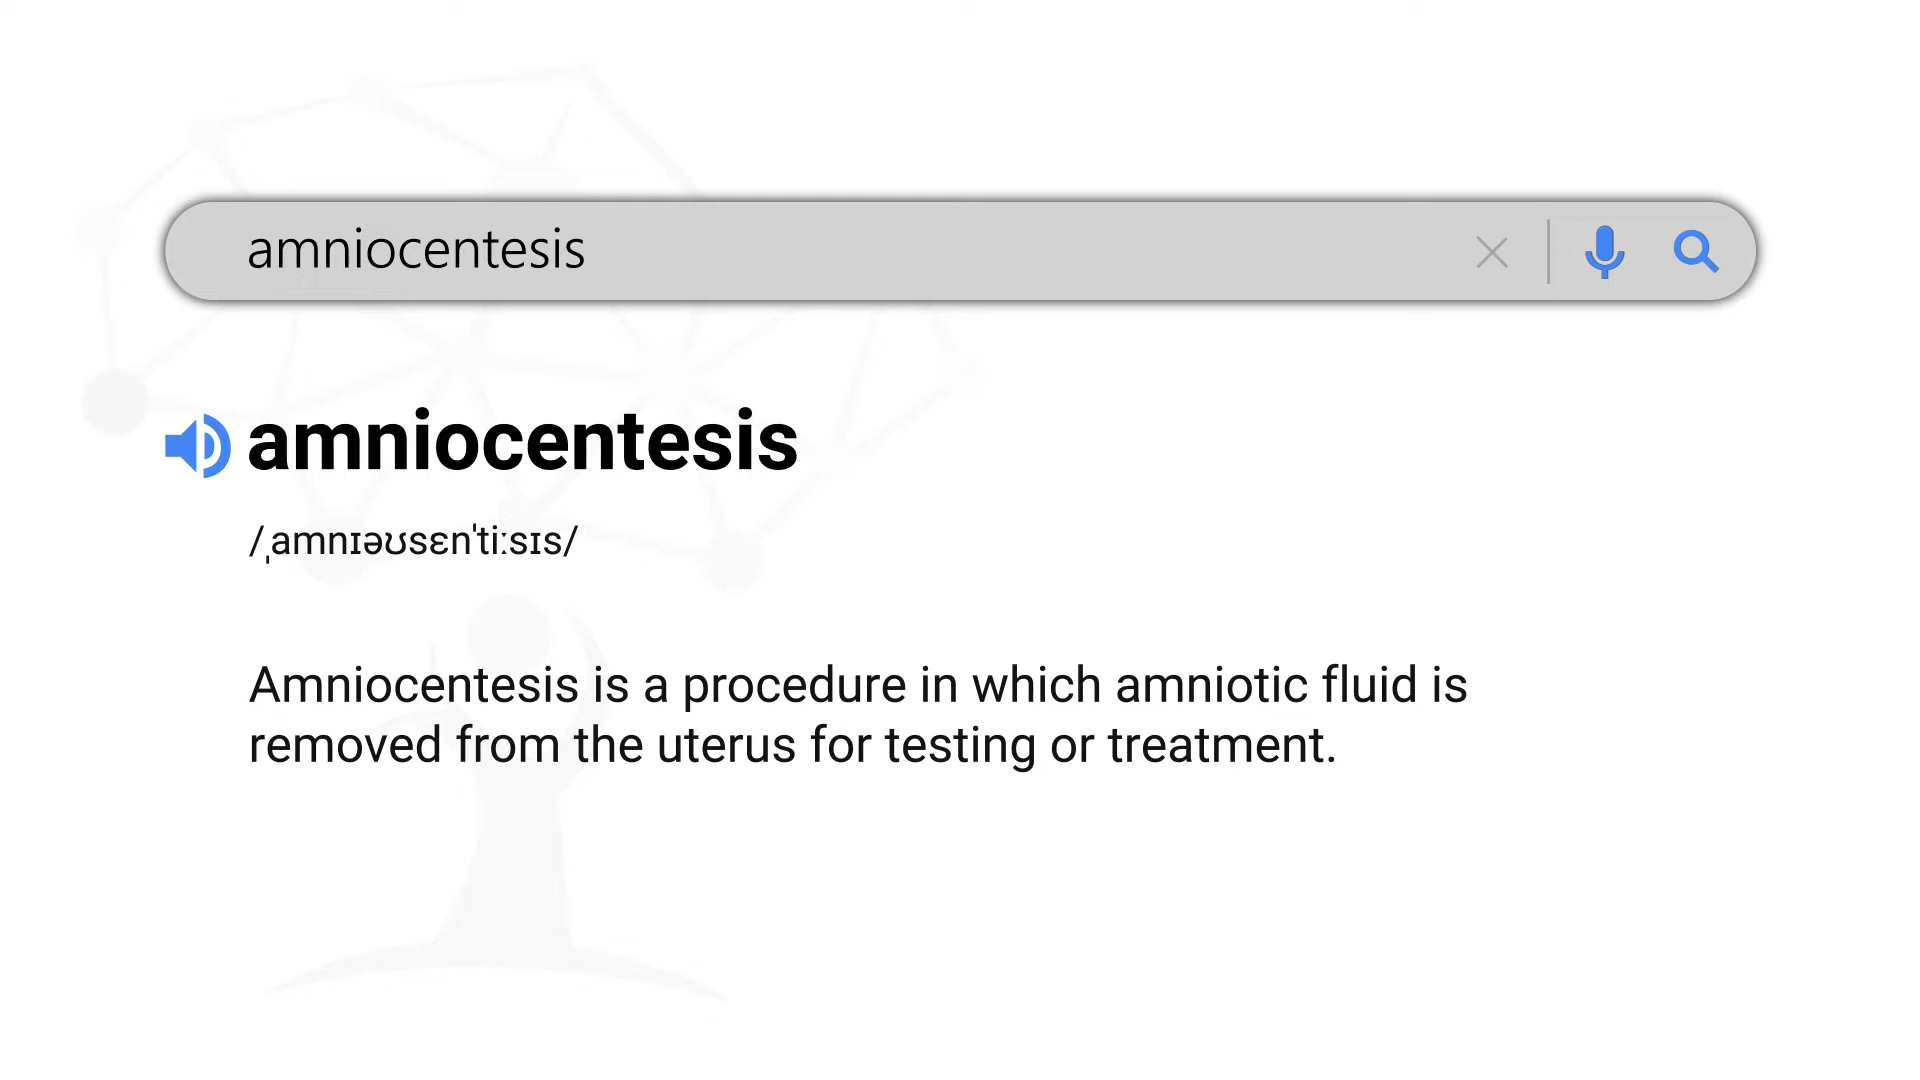 amniocentesis
amniocentesis
/ˌamnɪəʊsɛnˈtiːsɪs/
Amniocentesis is a procedure in which amniotic fluid is
removed from the uterus for testing or treatment.